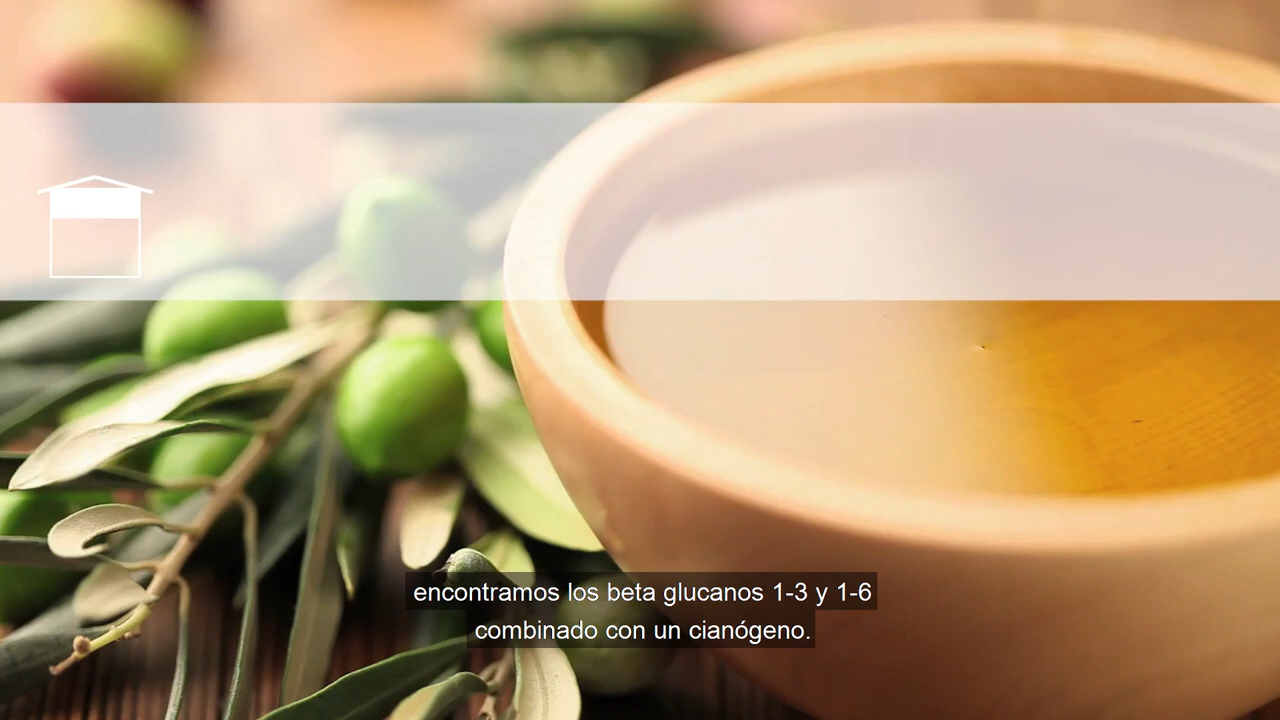 encontramos los beta glucanos 1-3 y 1-6
combinado con un cianógeno.